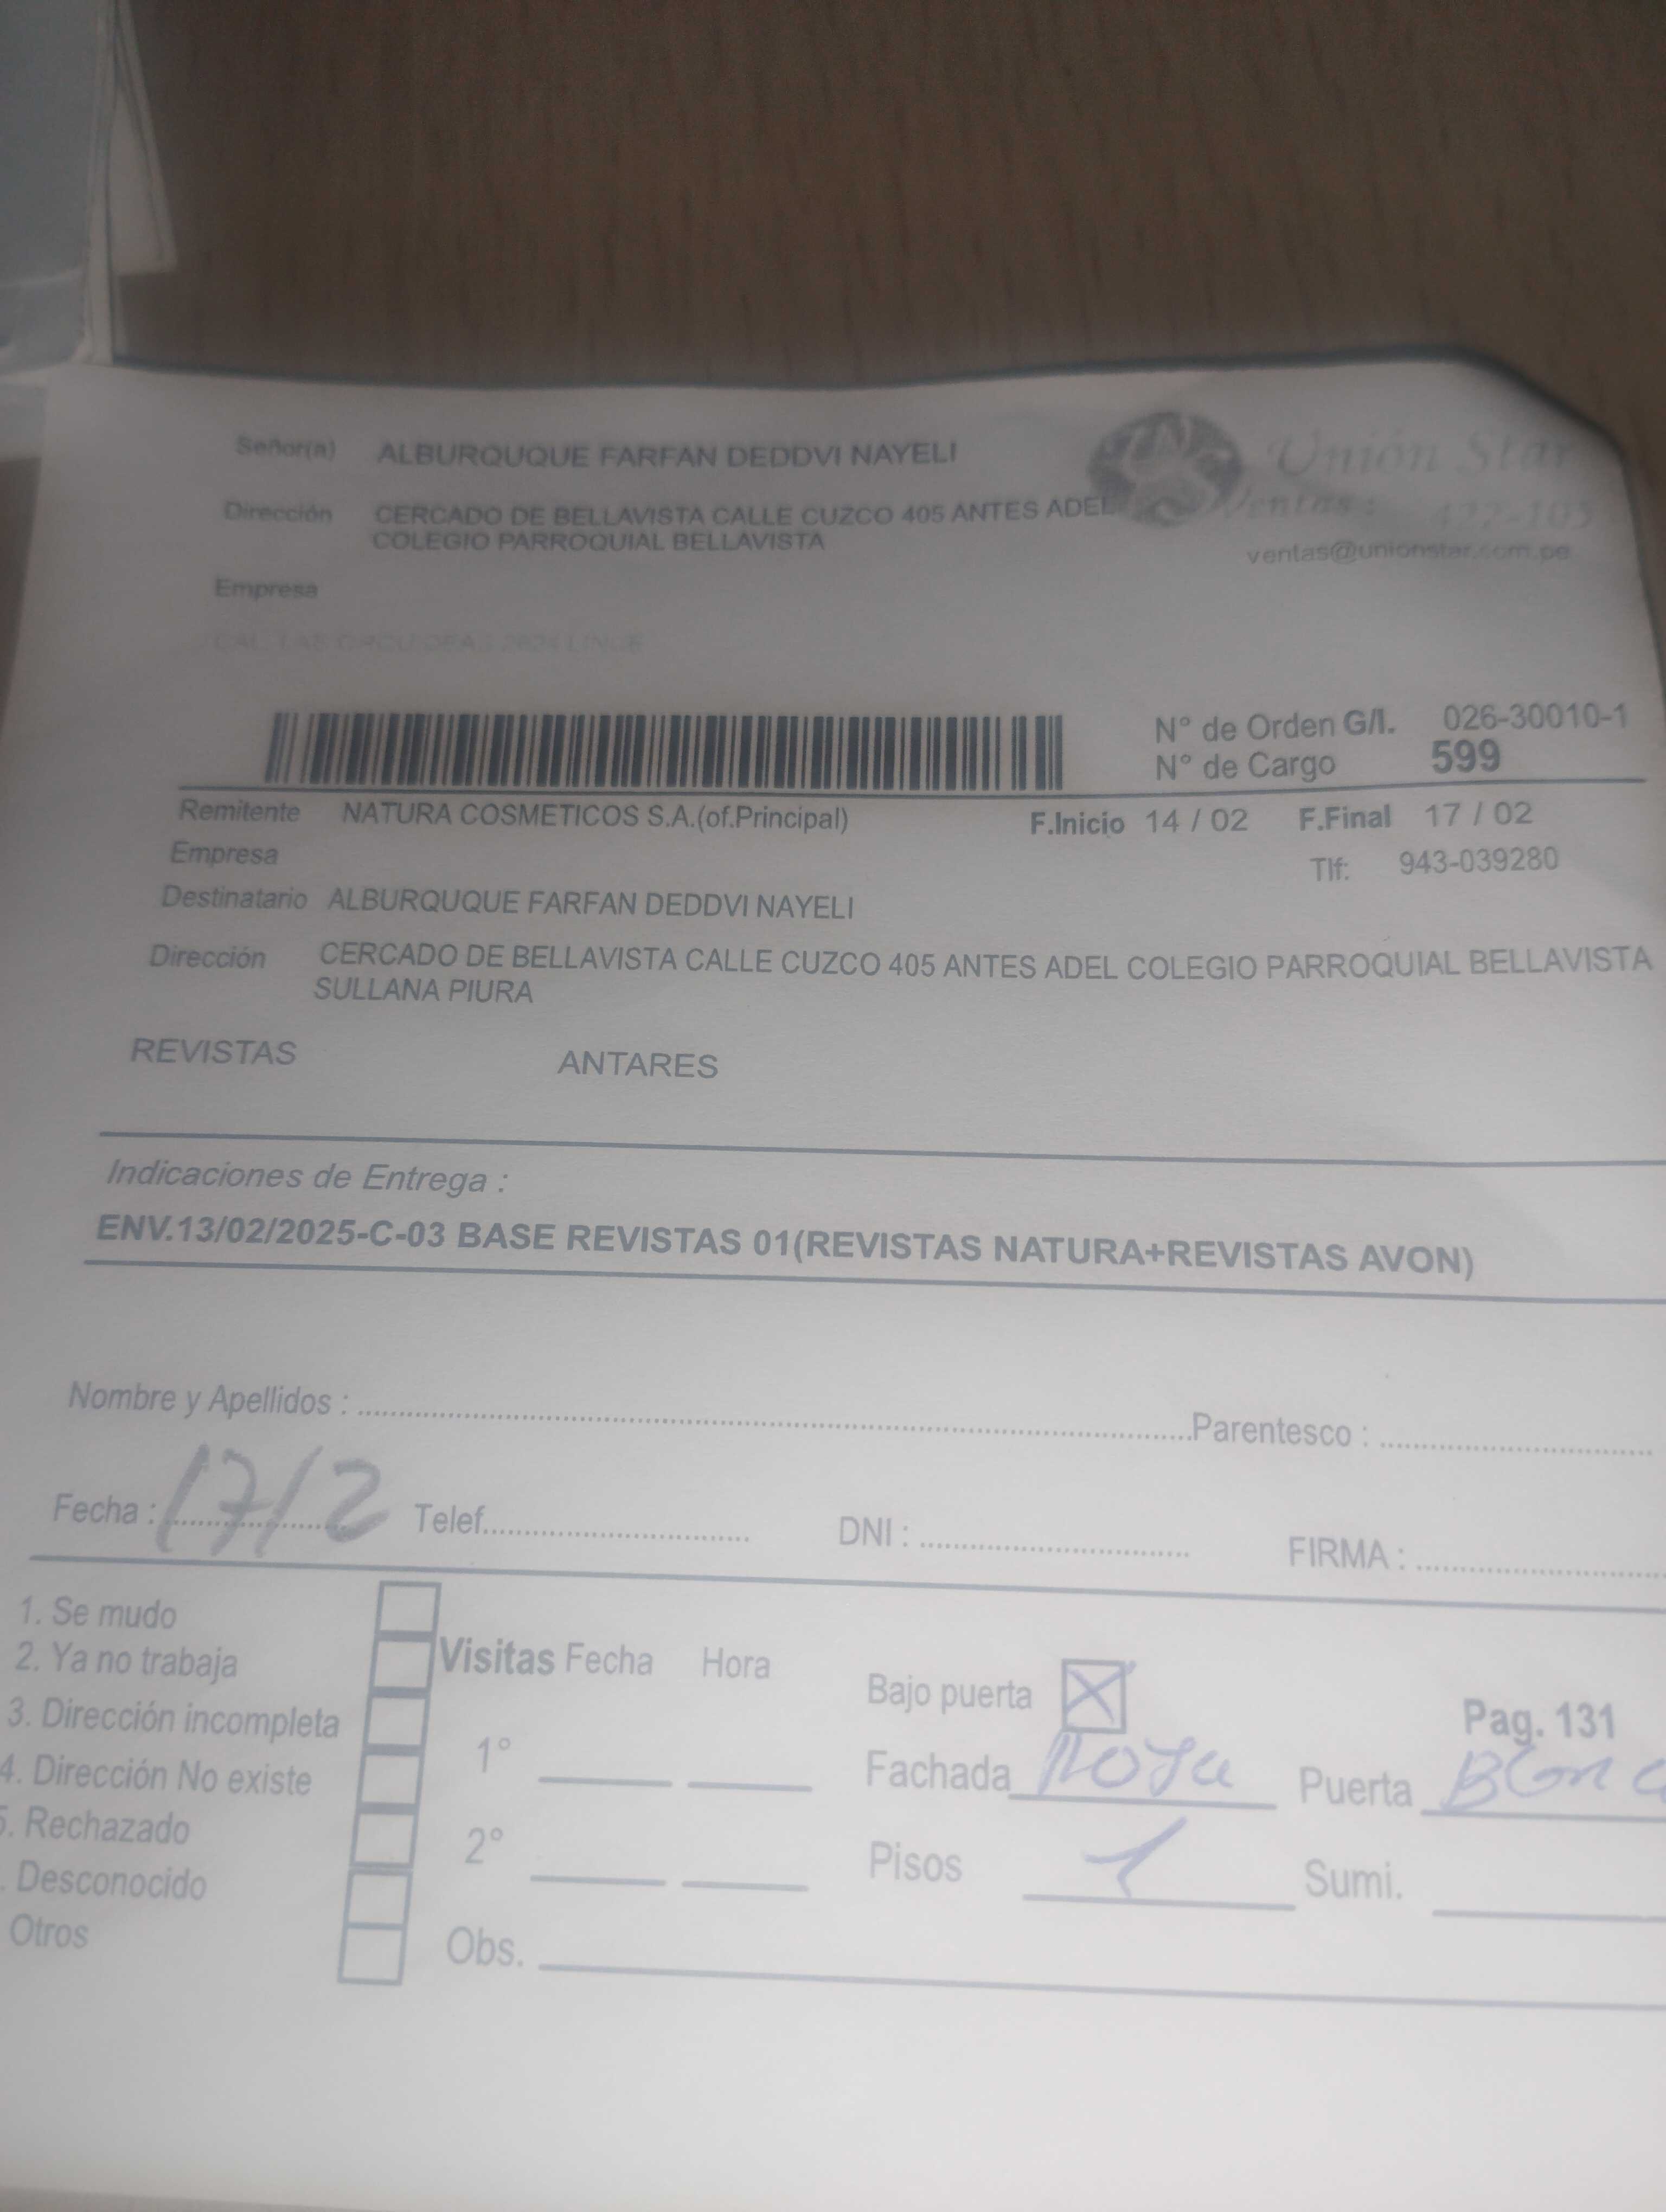 Señor(a) ALBURQUQUE FARFAN DEDDVI NAYELI
Unión Star
Dirección CERCADO DE BELLAVISTA CALLE CUZCO 405 ANTES ADEL
COLEGIO PARROQUIAL BELLAVISTA
Ventas: 422-105
ventas@unionstar.com.pe
Empresa
N° de Orden G/I. 026-30010-1
N° de Cargo 599
Remitente NATURA COSMETICOS S.A.(of.Principal) F.Inicio 14 / 02 F.Final 17 / 02
Empresa Tlf: 943-039280
Destinatario ALBURQUQUE FARFAN DEDDVI NAYELI
Dirección CERCADO DE BELLAVISTA CALLE CUZCO 405 ANTES ADEL COLEGIO PARROQUIAL BELLAVISTA
SULLANA PIURA
REVISTAS ANTARES
Indicaciones de Entrega :
ENV.13/02/2025-C-03 BASE REVISTAS 01(REVISTAS NATURA+REVISTAS AVON)
Nombre y Apellidos : Parentesco :
Fecha : 17/2 Telef. DNI : FIRMA :
1. Se mudo
2. Ya no trabaja
3. Dirección incompleta
4. Dirección No existe
5. Rechazado
. Desconocido
Otros
Visitas Fecha Hora
1°
2°
Obs.
Bajo puerta X
Pag. 131
Fachada Rosa Puerta Blanc
Pisos 1 Sumi.